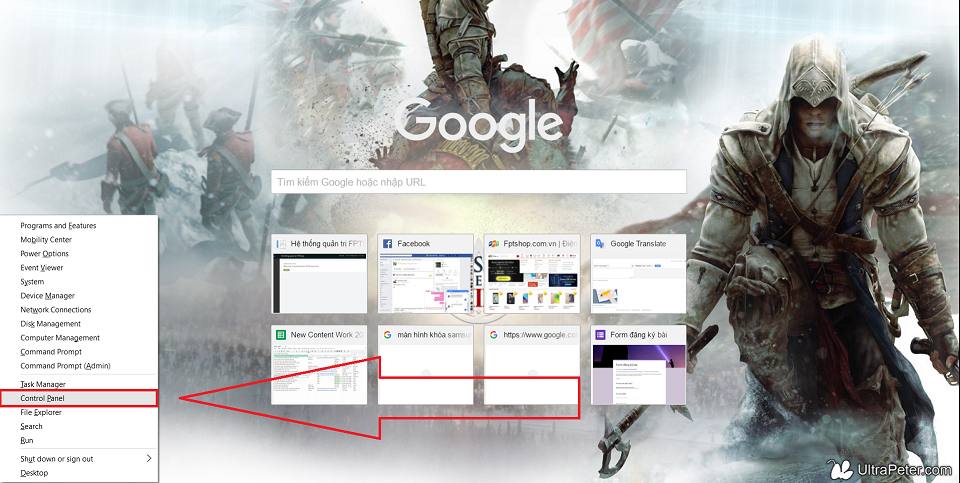 Google
Tìm kiếm Google hoặc nhập URL
Programs and Features
Mobility Center
Power Options
Event Viewer
System
Device Manager
Network Connections
Disk Management
Computer Management
Command Prompt
Command Prompt (Admin)
Task Manager
Control Panel
File Explorer
Search
Run
Shut down or sign out
Desktop
Hệ thống quản trị FPT
Facebook
Fptshop.com.vn | Điện
Google Translate
New Content Work 20
màn hình khóa samsu
https://www.google.co
Form đăng ký bài
UltraPeter.com